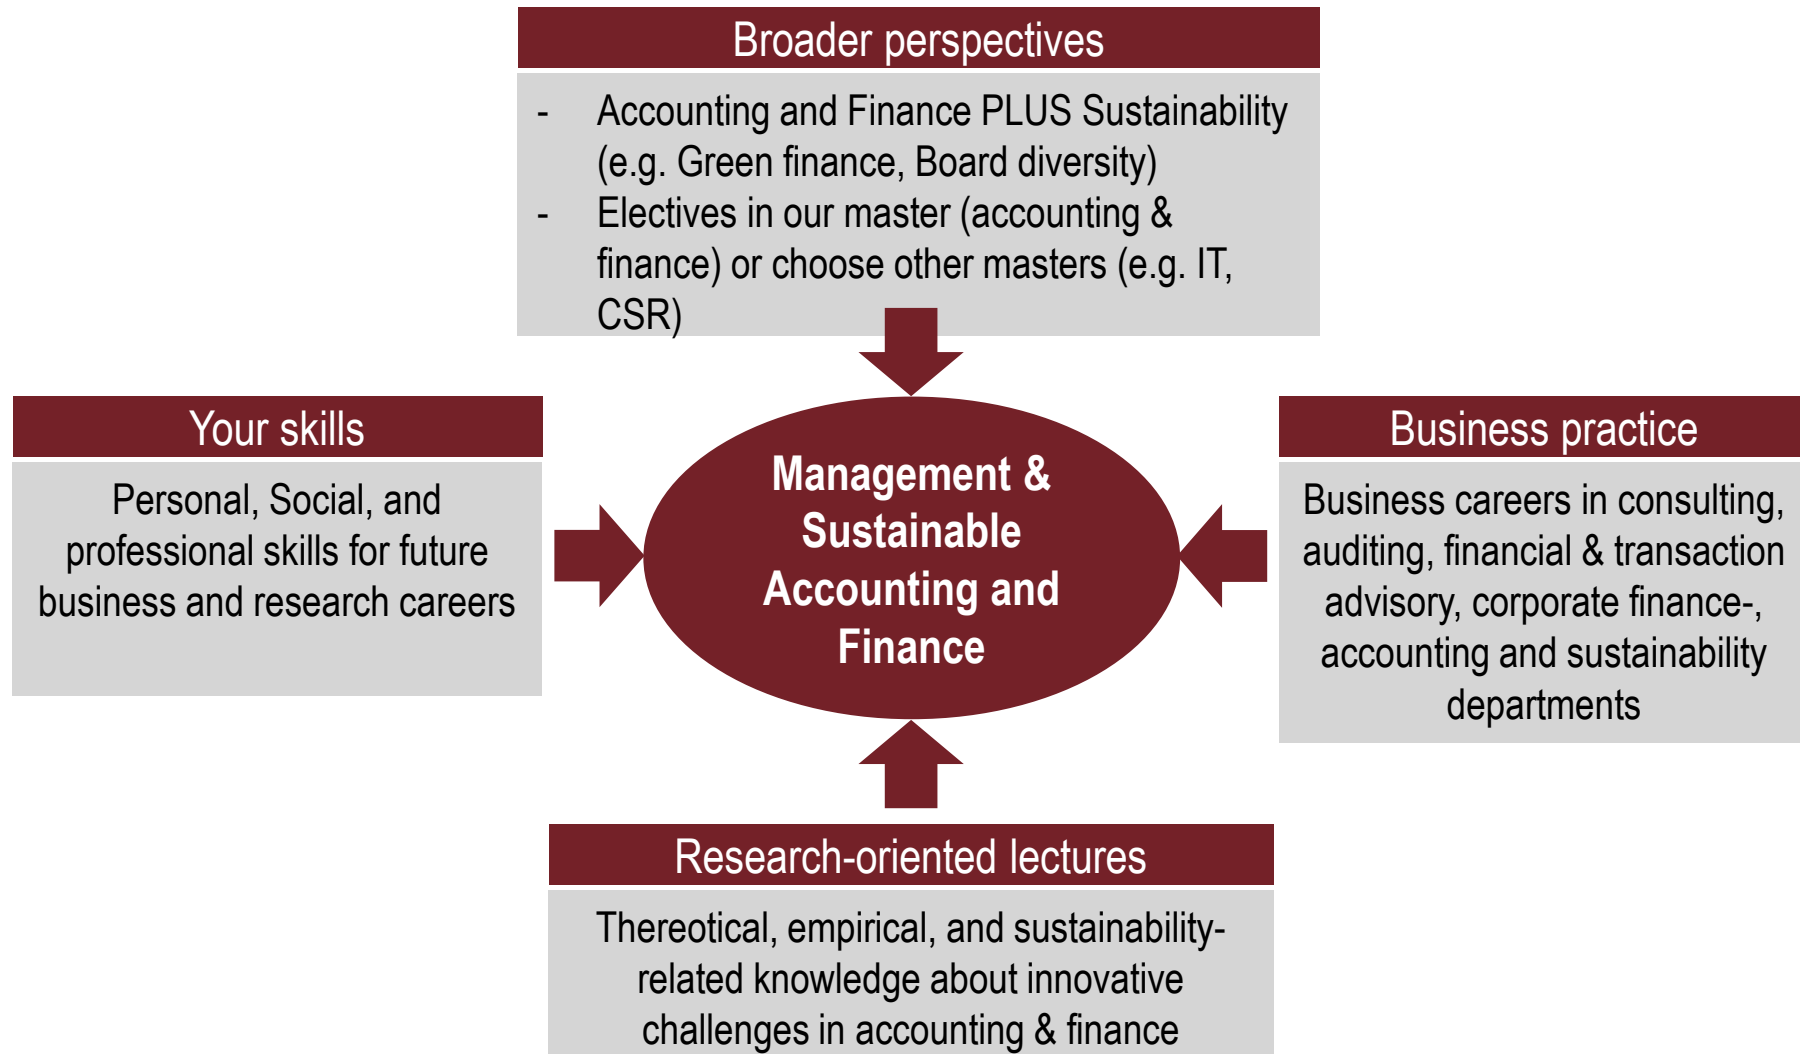 Broader perspectives
- Accounting and Finance PLUS Sustainability
(e.g. Green finance, Board diversity)
- Electives in our master (accounting &
finance) or choose other masters (e.g. IT,
CSR)
Your skills
Personal, Social, and
professional skills for future
business and research careers
Management &
Sustainable
Accounting and
Finance
Business practice
Business careers in consulting,
auditing, financial & transaction
advisory, corporate finance-,
accounting and sustainability
departments
Research-oriented lectures
Thereotical, empirical, and sustainability-
related knowledge about innovative
challenges in accounting & finance